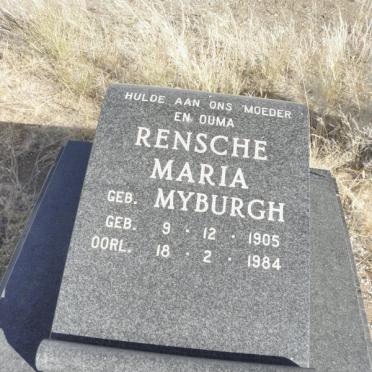 HULDE AAN ONS MOEDER
EN OUMA
RENSCHE
MARIA
GEB. MYBURGH
GEB. 9 · 12 · 1905
OORL. 18 · 2 · 1984